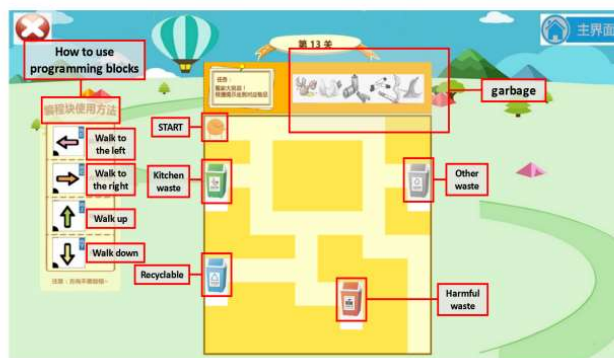 第 13 关
主界面
How to use
programming blocks
编程块使用方法
garbage
START
Walk to
the left
Walk to
the right
Walk up
Walk down
Kitchen
waste
Other
waste
Recyclable
Harmful
waste